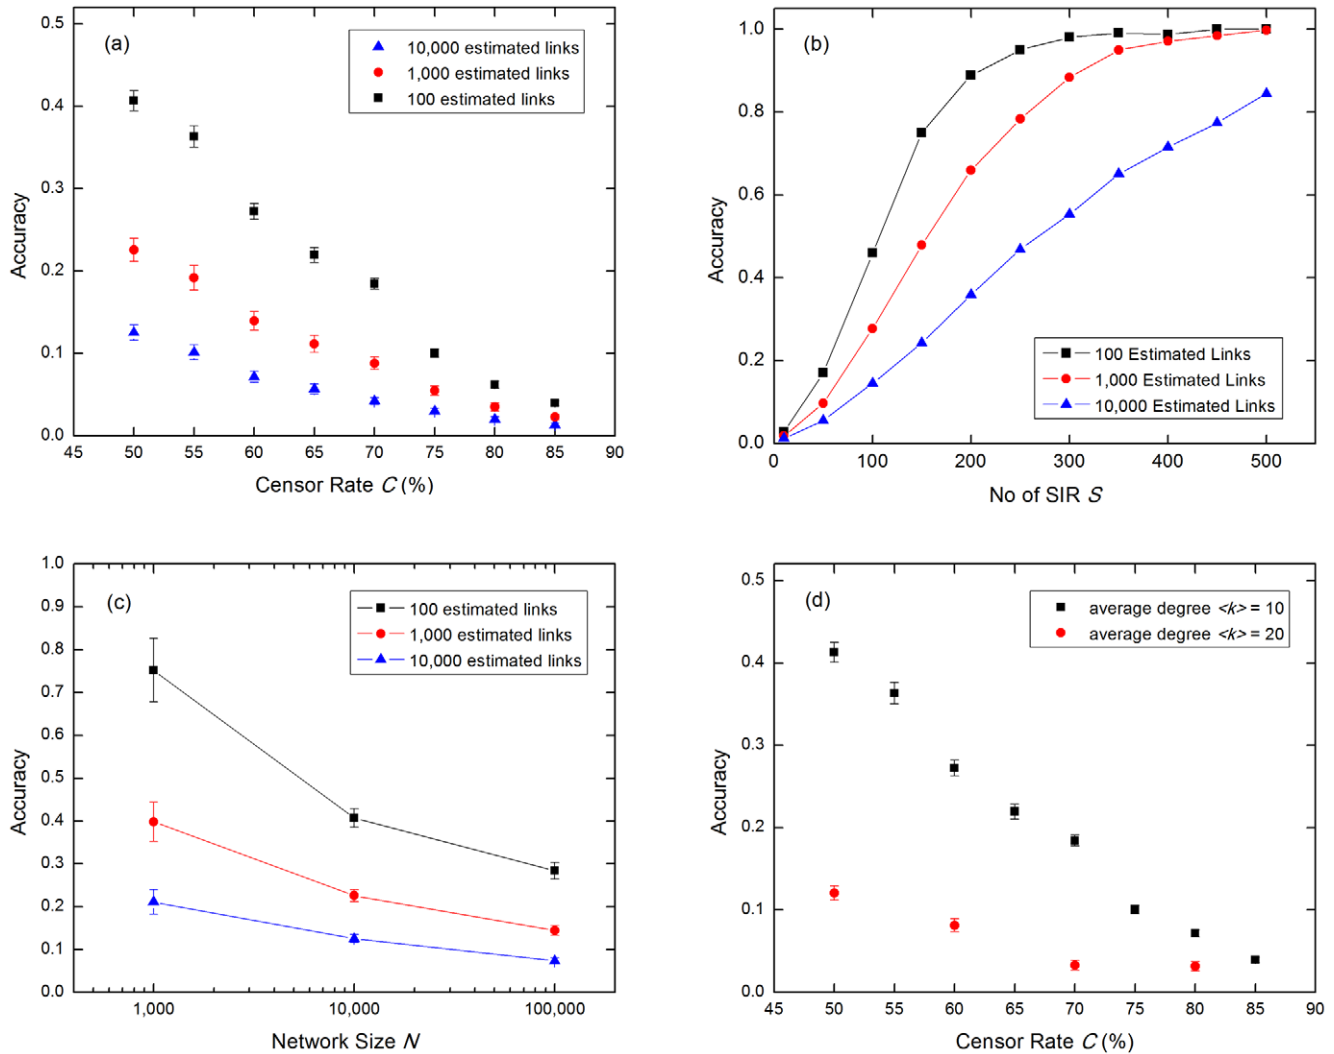 (a)
10,000 estimated links
1,000 estimated links
100 estimated links
0.5
0.4
0.3
0.2
0.1
0.0
Accuracy
45 50 55 60 65 70 75 80 85 90
Censor Rate C (%)
(b)
1.0
0.8
0.6
0.4
0.2
0.0
Accuracy
100 Estimated Links
1,000 Estimated Links
10,000 Estimated Links
0 100 200 300 400 500
No of SIR S
(c)
100 estimated links
1,000 estimated links
10,000 estimated links
1.0
0.9
0.8
0.7
0.6
0.5
0.4
0.3
0.2
0.1
0.0
Accuracy
1,000 10,000 100,000
Network Size N
(d)
average degree <k> = 10
average degree <k> = 20
0.5
0.4
0.3
0.2
0.1
0.0
Accuracy
45 50 55 60 65 70 75 80 85 90
Censor Rate C (%)